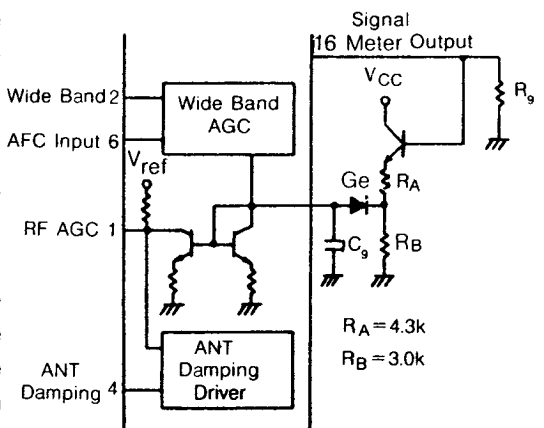 Signal
16 Meter Output
Wide Band 2
Wide Band
AGC
VCC
R9
AFC Input 6
Vref
Ge
RA
RF AGC 1
C9
RB
RA=4.3k
RB=3.0k
ANT
Damping 4
ANT
Damping
Driver